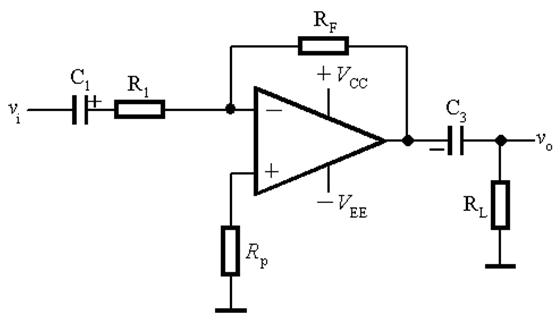 R_F
C_1
R_1
+V_CC
C_3
v_i
+
−
−
v_o
+
−V_EE
R_L
R_p